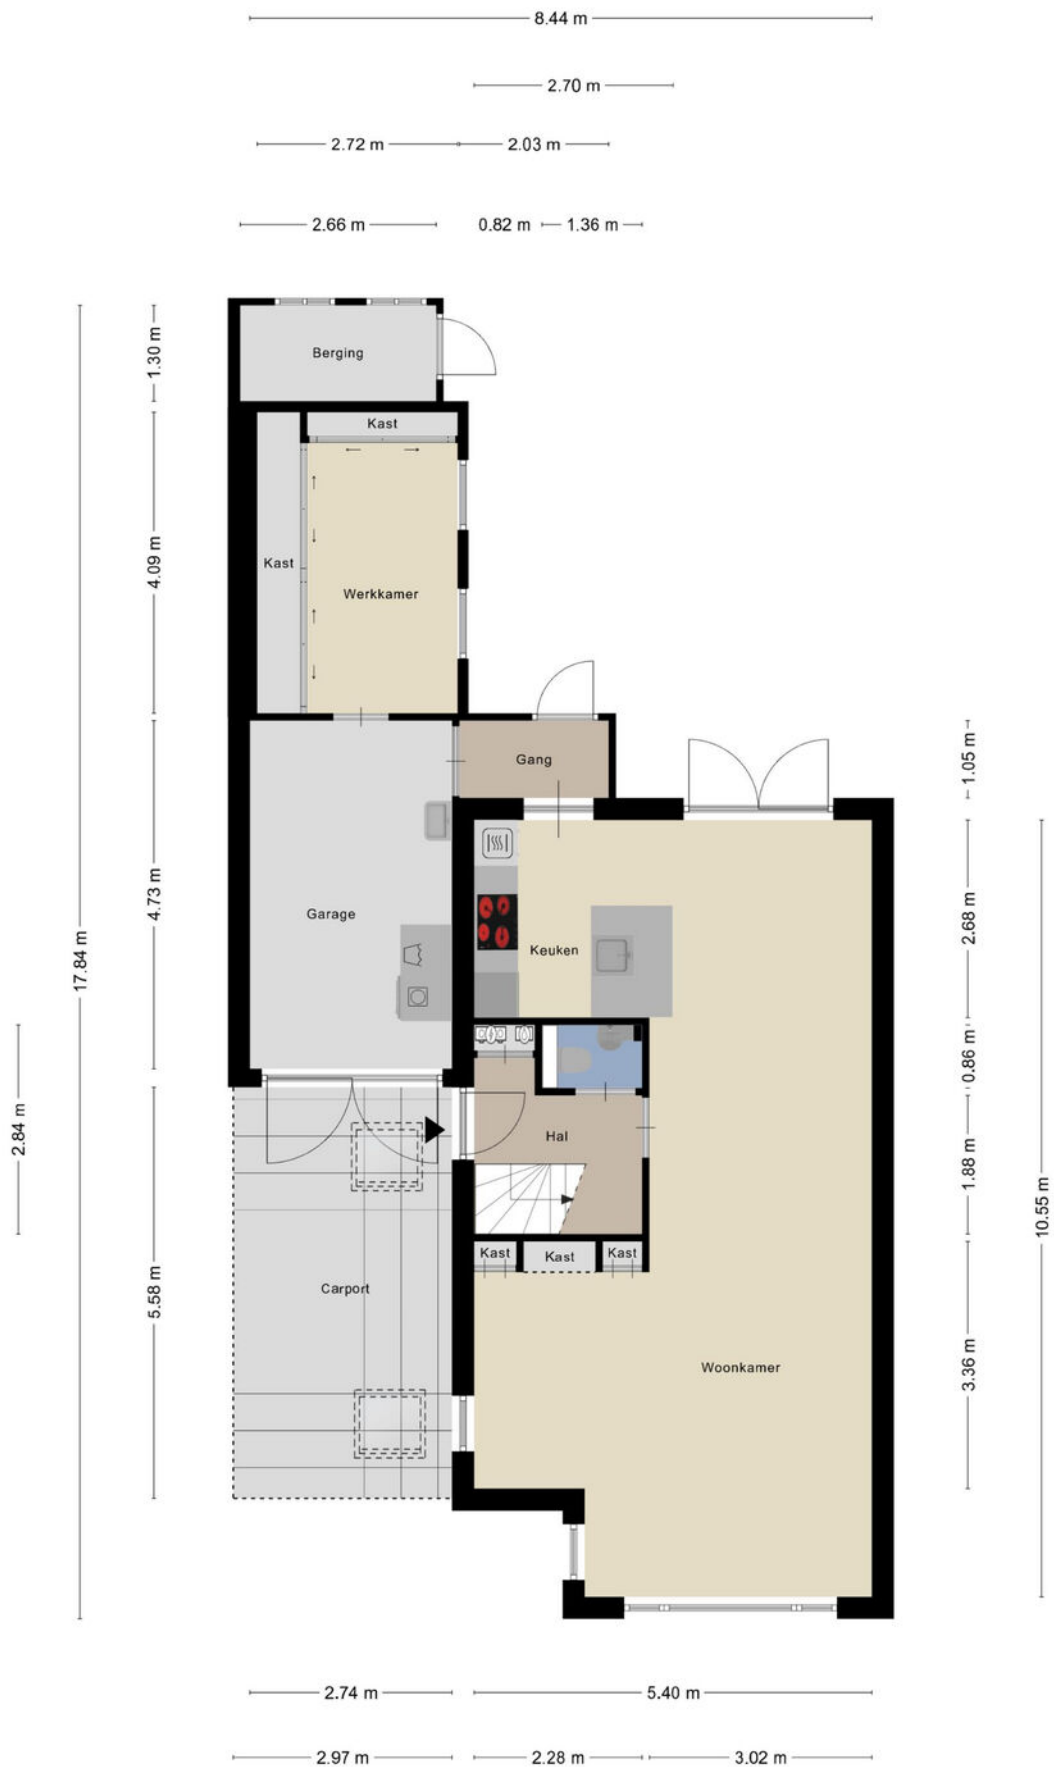 8.44 m
2.70 m
2.72 m 2.03 m
2.66 m 0.82 m 1.36 m
1.30 m
Berging
Kast
4.09 m
Kast
Werkkamer
Gang
1.05 m
4.73 m
Garage
Keuken
2.68 m
17.84 m
0.86 m
2.84 m
Hal
1.88 m
10.55 m
Kast Kast Kast
5.58 m
Carport
Woonkamer
3.36 m
2.74 m 5.40 m
2.97 m 2.28 m 3.02 m